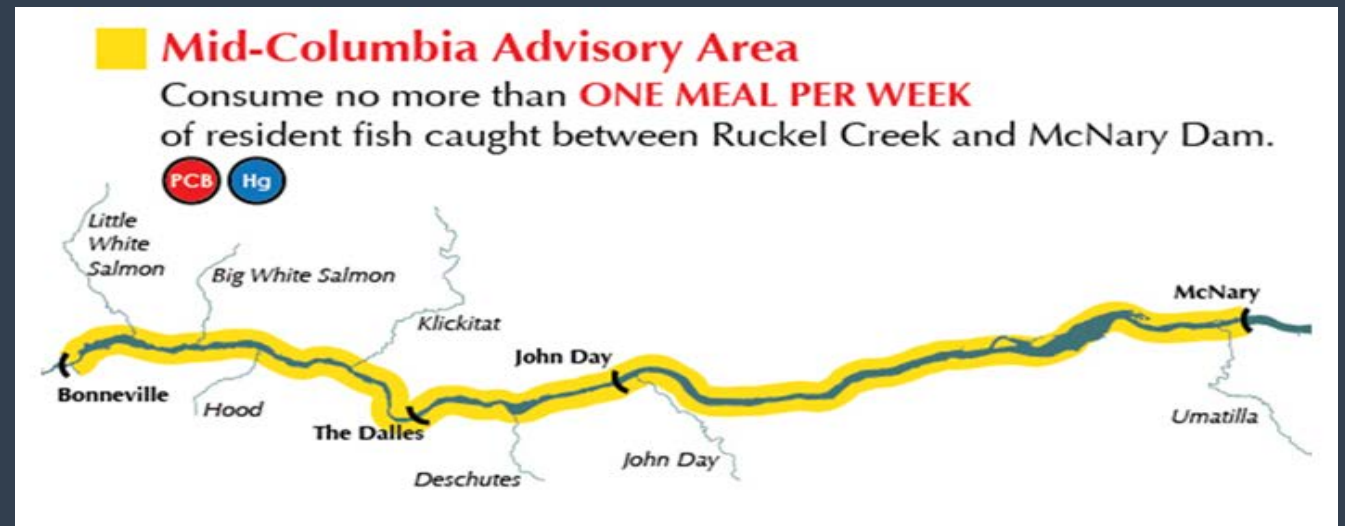 Mid-Columbia Advisory Area
Consume no more than ONE MEAL PER WEEK
of resident fish caught between Ruckel Creek and McNary Dam.
PCB Hg
Little
White
Salmon
Big White Salmon
Klickitat
McNary
John Day
Bonneville
Hood
The Dalles
Umatilla
John Day
Deschutes